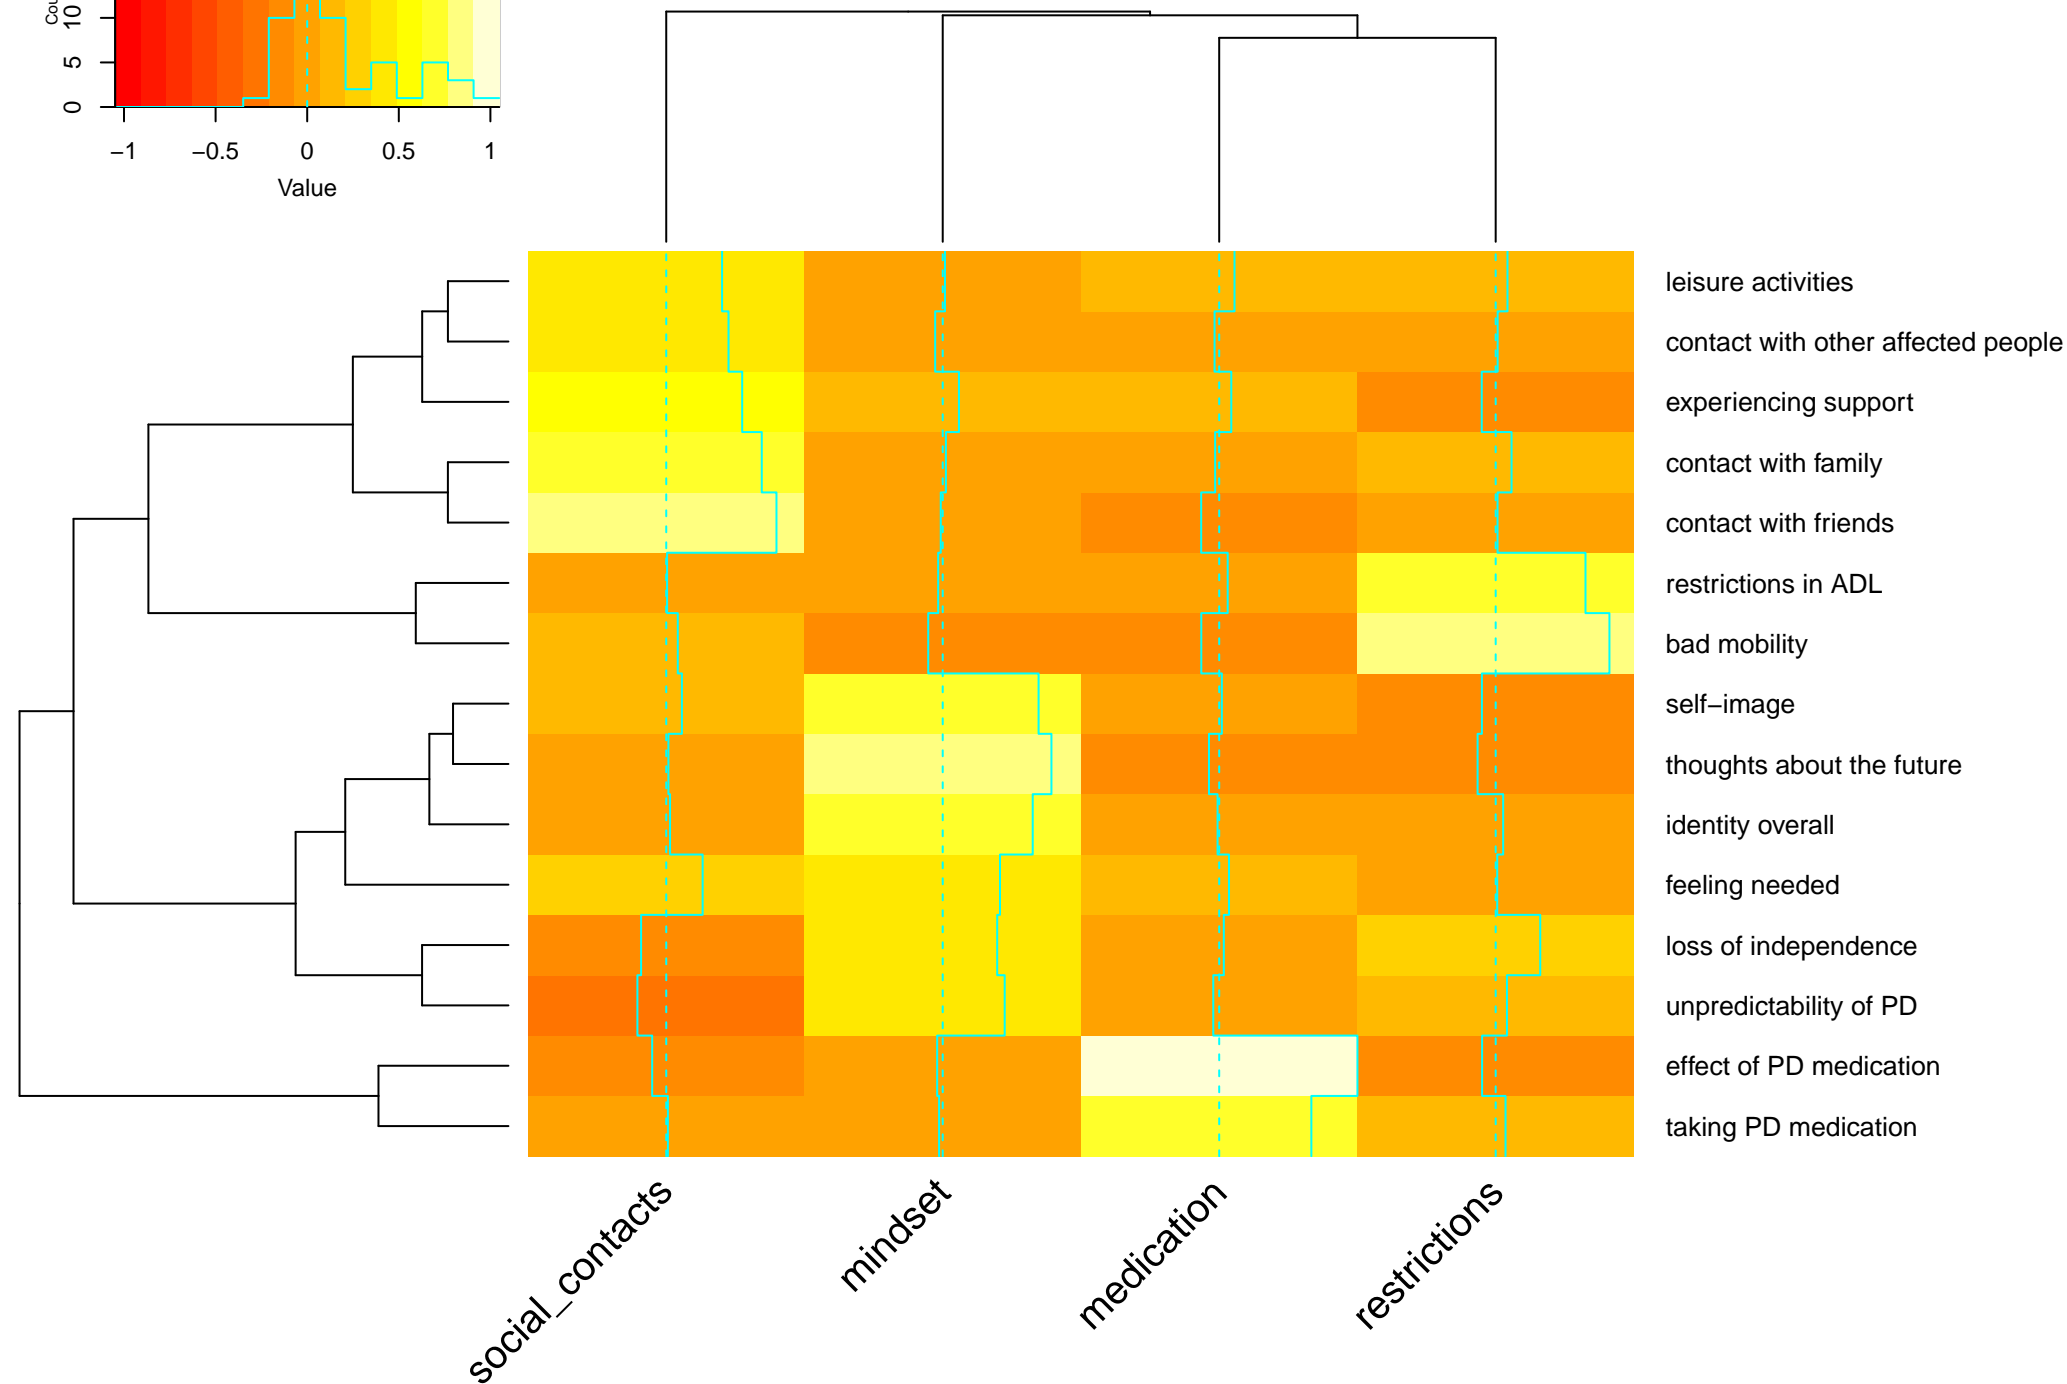 10
5
0
−1 −0.5 0 0.5 1
Value
leisure activities
contact with other affected people
experiencing support
contact with family
contact with friends
restrictions in ADL
bad mobility
self−image
thoughts about the future
identity overall
feeling needed
loss of independence
unpredictability of PD
effect of PD medication
taking PD medication
social_contacts
mindset
medication
restrictions